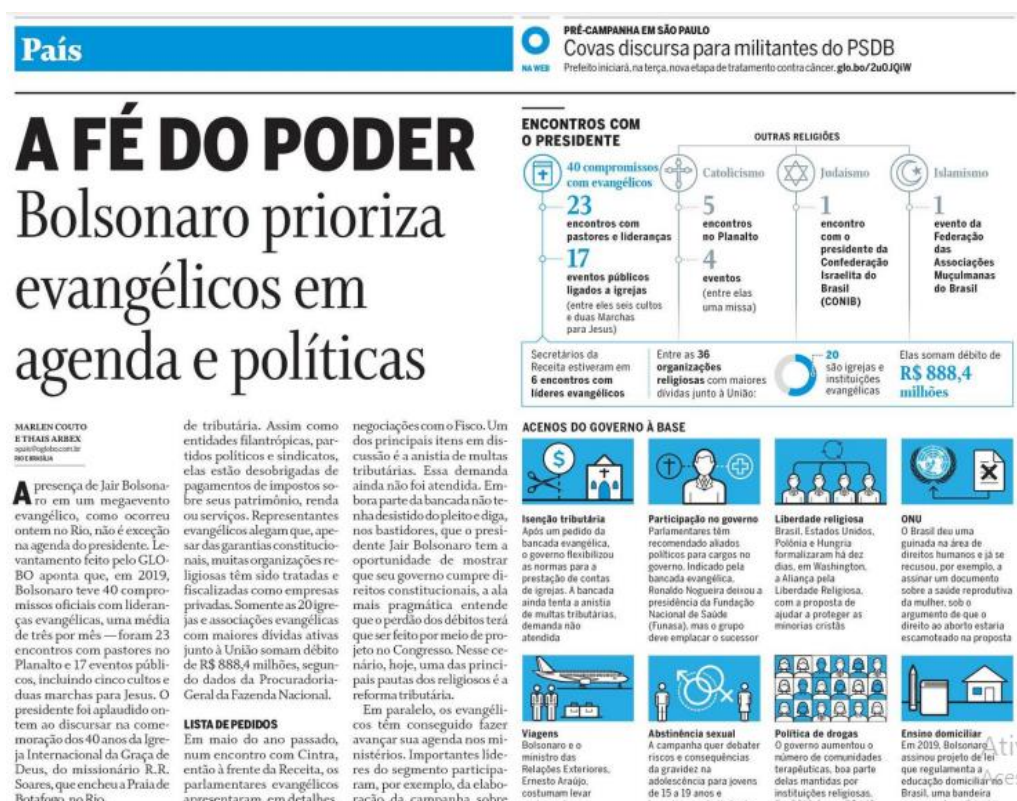 País
NA WEB
PRÉ-CAMPANHA EM SÃO PAULO
Covas discursa para militantes do PSDB
Prefeito iniciará, na terça, nova etapa de tratamento contra câncer. glo.bo/2uOJQiW
A FÉ DO PODER
Bolsonaro prioriza
evangélicos em
agenda e políticas
MARLEN COUTO
E THAIS ARBEX
opais@oglobo.com.br
RIO E BRASÍLIA
A presença de Jair Bolsona-
ro em um megaevento
evangélico, como ocorreu
ontem no Rio, não é exceção
na agenda do presidente. Le-
vantamento feito pelo GLO-
BO aponta que, em 2019,
Bolsonaro teve 40 compro-
missos oficiais com lideran-
ças evangélicas, uma média
de três por mês — foram 23
encontros com pastores no
Planalto e 17 eventos públi-
cos, incluindo cinco cultos e
duas marchas para Jesus. O
presidente foi aplaudido on-
tem ao discursar na come-
moração dos 40 anos da Igre-
ja Internacional da Graça de
Deus, do missionário R.R.
Soares, que encheu a Praia de
Botafogo, no Rio.
de tributária. Assim como
entidades filantrópicas, par-
tidos políticos e sindicatos,
elas estão desobrigadas de
pagamentos de impostos so-
bre seus patrimônio, renda
ou serviços. Representantes
evangélicos alegam que, ape-
sar das garantias constitucio-
nais, muitas organizações re-
ligiosas têm sido tratadas e
fiscalizadas como empresas
privadas. Somente as 20 igre-
jas e associações evangélicas
com maiores dívidas ativas
junto à União somam débito
de R$ 888,4 milhões, segun-
do dados da Procuradoria-
Geral da Fazenda Nacional.
LISTA DE PEDIDOS
Em maio do ano passado,
num encontro com Cintra,
então à frente da Receita, os
parlamentares evangélicos
apresentaram, em detalhes,
negociações com o Fisco. Um
dos principais itens em dis-
cussão é a anistia de multas
tributárias. Essa demanda
ainda não foi atendida. Em-
bora parte da bancada não te-
nha desistido do pleito e diga,
nos bastidores, que o presi-
dente Jair Bolsonaro tem a
oportunidade de mostrar
que seu governo cumpre di-
reitos constitucionais, a ala
mais pragmática entende
que o perdão dos débitos terá
que ser feito por meio de pro-
jeto no Congresso. Nesse ce-
nário, hoje, uma das princi-
pais pautas dos religiosos é a
reforma tributária.
Em paralelo, os evangéli-
cos têm conseguido fazer
avançar sua agenda nos mi-
nistérios. Importantes líde-
res do segmento participa-
ram, por exemplo, da elabo-
ração da campanha sobre
ENCONTROS COM
O PRESIDENTE
OUTRAS RELIGIÕES
40 compromissos
com evangélicos
23
encontros com
pastores e lideranças
17
eventos públicos
ligados a igrejas
(entre eles seis cultos
e duas Marchas
para Jesus)
Catolicismo
5
encontros
no Planalto
4
eventos
(entre elas
uma missa)
Judaísmo
1
encontro
com o
presidente da
Confederação
Israelita do
Brasil
(CONIB)
Islamismo
1
evento da
Federação
das
Associações
Muçulmanas
do Brasil
Secretários da
Receita estiveram em
6 encontros com
líderes evangélicos
Entre as 36
organizações
religiosas com maiores
dívidas junto à União:
20
são igrejas e
instituições
evangélicas
Elas somam débito de
R$ 888,4
milhões
ACENOS DO GOVERNO À BASE
Isenção tributária
Após um pedido da
bancada evangélica,
o governo flexibilizou
as normas para a
prestação de contas
de igrejas. A bancada
ainda tenta a anistia
de multas tributárias,
demanda não
atendida
Participação no governo
Parlamentares têm
recomendado aliados
políticos para cargos no
governo. Indicado pela
bancada evangélica,
Ronaldo Nogueira deixou a
presidência da Fundação
Nacional de Saúde
(Funasa), mas o grupo
deve emplacar o sucessor
Liberdade religiosa
Brasil, Estados Unidos,
Polônia e Hungria
formalizaram há dez
dias, em Washington,
a Aliança pela
Liberdade Religiosa,
com a proposta de
ajudar a proteger as
minorias cristãs
ONU
O Brasil deu uma
guinada na área de
direitos humanos e já se
recusou, por exemplo, a
assinar um documento
sobre a saúde reprodutiva
da mulher, sob o
argumento de que o
direito ao aborto estaria
escamoteado na proposta
Viagens
Bolsonaro e o
ministro das
Relações Exteriores,
Ernesto Araújo,
costumam levar
Abstinência sexual
A campanha quer debater
riscos e consequências
da gravidez na
adolescência para jovens
de 15 a 19 anos e
Política de drogas
O governo aumentou o
número de comunidades
terapêuticas, boa parte
delas mantidas por
instituições religiosas.
Ensino domiciliar
Em 2019, Bolsonaro
assinou projeto de lei
que regulamenta a
educação domiciliar no
Brasil, uma bandeira